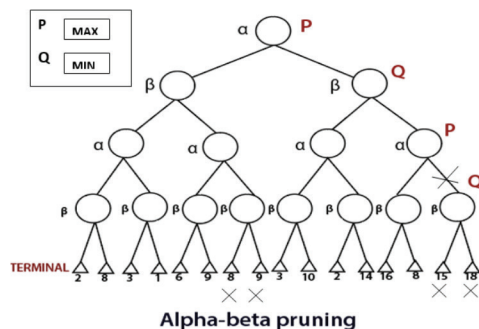 P MAX
Q MIN
α P
β β Q
α α α α P
β β β β β β β β Q
TERMINAL 2 8 3 1 6 9 8 9 3 10 2 14 16 8 15 18
Alpha-beta pruning